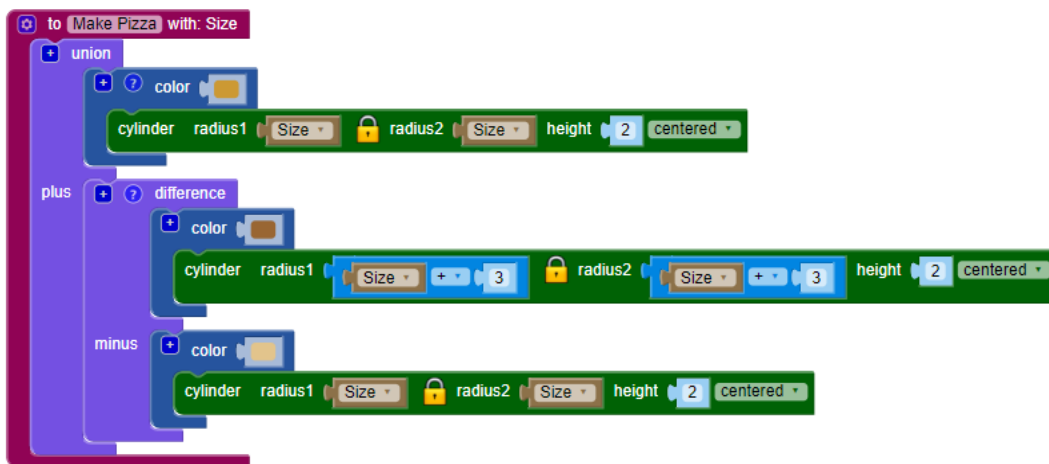 to Make Pizza with: Size
union
? color
cylinder radius1 Size radius2 Size height 2 centered
plus ? difference
color
cylinder radius1 Size + 3 radius2 Size + 3 height 2 centered
minus color
cylinder radius1 Size radius2 Size height 2 centered